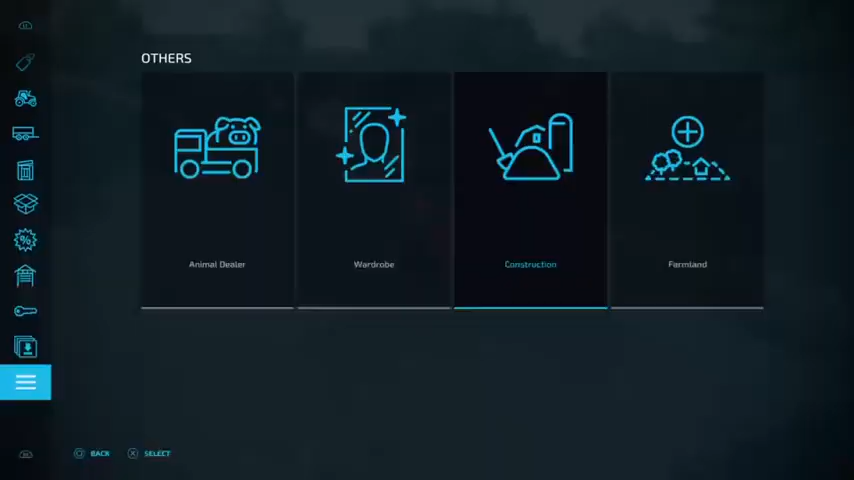 OTHERS
Animal Dealer
Wardrobe
Construction
Farmland
BACK
SELECT